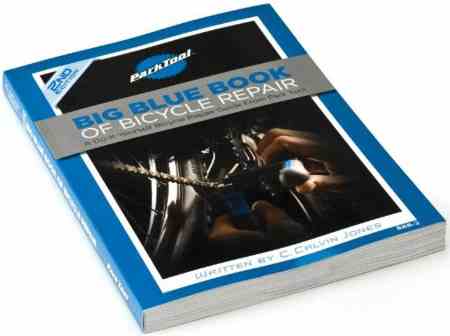 2ND
EDITION
ParkTool
BIG BLUE BOOK
OF BICYCLE REPAIR
A Do-It-Yourself Bicycle Repair Guide From Park Tool
WRITTEN BY C. CALVIN JONES
BBB-2
ParkTool